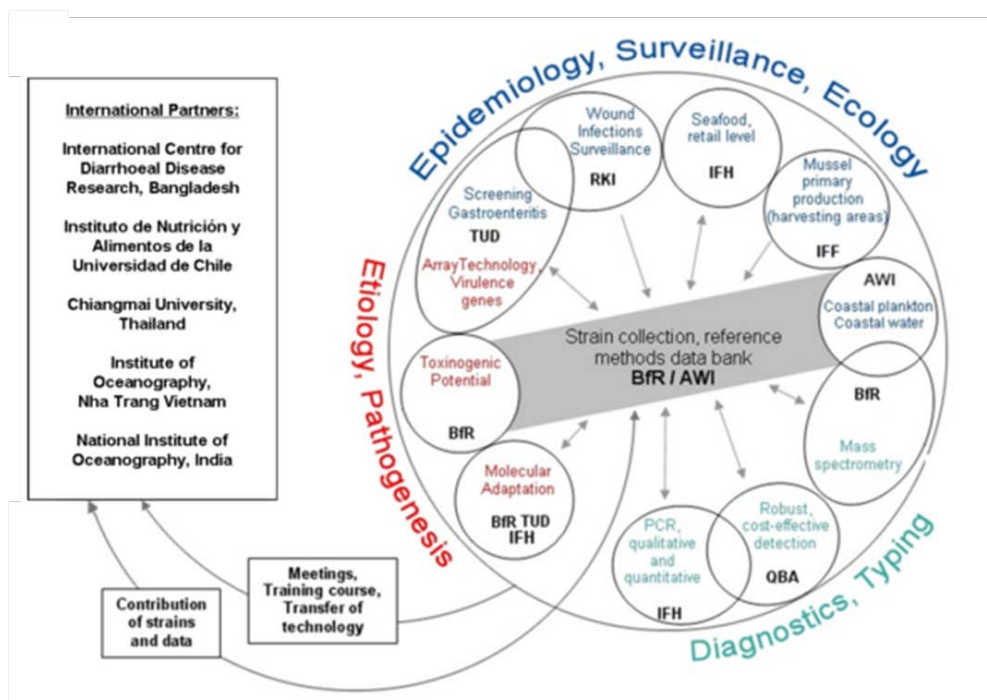 International Partners:
International Centre for
Diarrhoeal Disease
Research, Bangladesh
Instituto de Nutrición y
Alimentos de la
Universidad de Chile
Chiangmai University,
Thailand
Institute of
Oceanography,
Nha Trang Vietnam
National Institute of
Oceanography, India
Contribution
of strains
and data
Meetings,
Training course,
Transfer of
technology
Epidemiology, Surveillance, Ecology
Etiology, Pathogenesis
Diagnostics, Typing
Wound
Infections
Surveillance
RKI
Seafood,
retail level
IFH
Mussel
primary
production
(harvesting areas)
IFF
AWI
Coastal plankton
Coastal water
BfR
Mass
spectrometry
Robust,
cost-effective
detection
QBA
PCR,
qualitative
and
quantitative
IFH
Molecular
Adaptation
BfR TUD
IFH
Toxinogenic
Potential
BfR
Screening
Gastroenteritis
TUD
ArrayTechnology,
Virulence
genes
Strain collection, reference
methods data bank
BfR / AWI